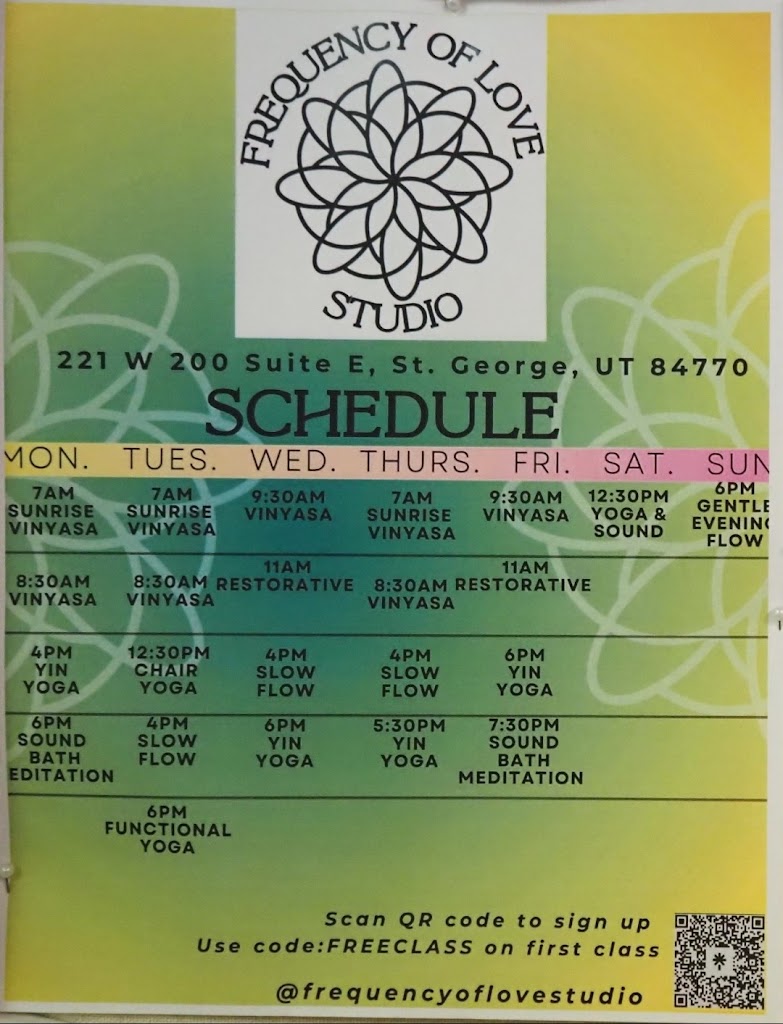 FREQUENCY OF LOVE
STUDIO
221 W 200 Suite E, St. George, UT 84770
SCHEDULE
MON. TUES. WED. THURS. FRI. SAT. SUN
7AM
SUNRISE
VINYASA
7AM
SUNRISE
VINYASA
9:30AM
VINYASA
7AM
SUNRISE
VINYASA
9:30AM
VINYASA
12:30PM
YOGA &
SOUND
6PM
GENTLE
EVENING
FLOW
8:30AM
VINYASA
8:30AM
VINYASA
11AM
RESTORATIVE
8:30AM
VINYASA
11AM
RESTORATIVE
4PM
YIN
YOGA
12:30PM
CHAIR
YOGA
4PM
SLOW
FLOW
4PM
SLOW
FLOW
6PM
YIN
YOGA
6PM
SOUND
BATH
EDITATION
4PM
SLOW
FLOW
6PM
YIN
YOGA
5:30PM
YIN
YOGA
7:30PM
SOUND
BATH
MEDITATION
6PM
FUNCTIONAL
YOGA
Scan QR code to sign up
Use code:FREECLASS on first class
@frequencyoflovestudio